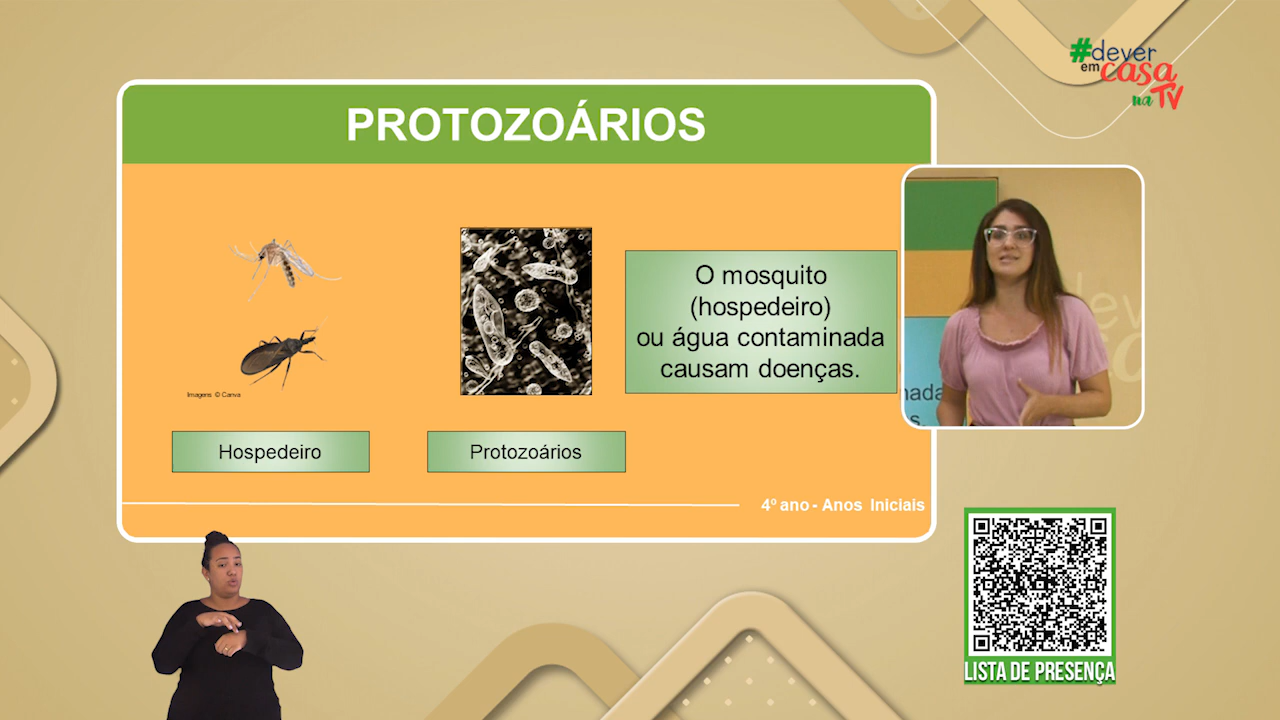 #dever
em casa
na TV
PROTOZOÁRIOS
O mosquito
(hospedeiro)
ou água contaminada
causam doenças.
Imagens © Canva
Hospedeiro
Protozoários
4º ano - Anos Iniciais
LISTA DE PRESENÇA